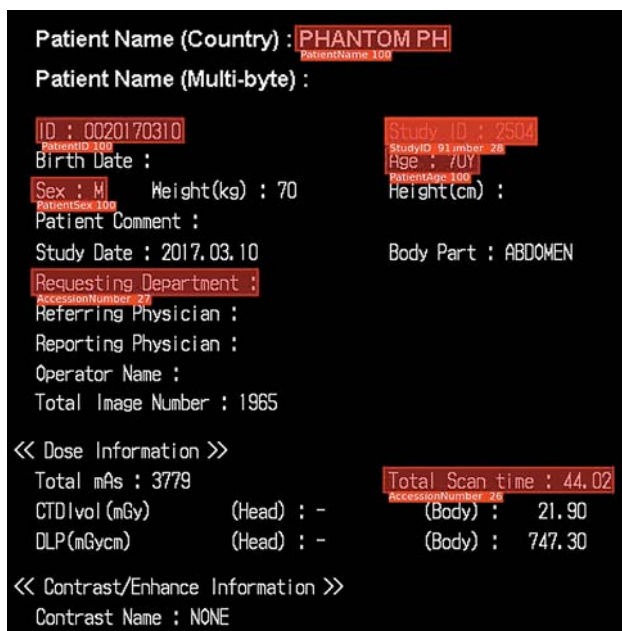 Patient Name (Country) : PHANTOM PH
PatientName 100
Patient Name (Multi-byte) :
ID : 0020170310 Study ID : 2504
PatientID 100 StudyID 91 mber 28
Birth Date : Age : 70Y
PatientAge 100
Sex : M Weight(kg) : 70 Height(cm) :
PatientSex 100
Patient Comment :
Study Date : 2017.03.10 Body Part : ABDOMEN
Requesting Department :
AccessionNumber 27
Referring Physician :
Reporting Physician :
Operator Name :
Total Image Number : 1965
<< Dose Information >>
Total mAs : 3779 Total Scan time : 44.02
AccessionNumber 26
CTDIvol(mGy) (Head) : - (Body) : 21.90
DLP(mGycm) (Head) : - (Body) : 747.30
<< Contrast/Enhance Information >>
Contrast Name : NONE